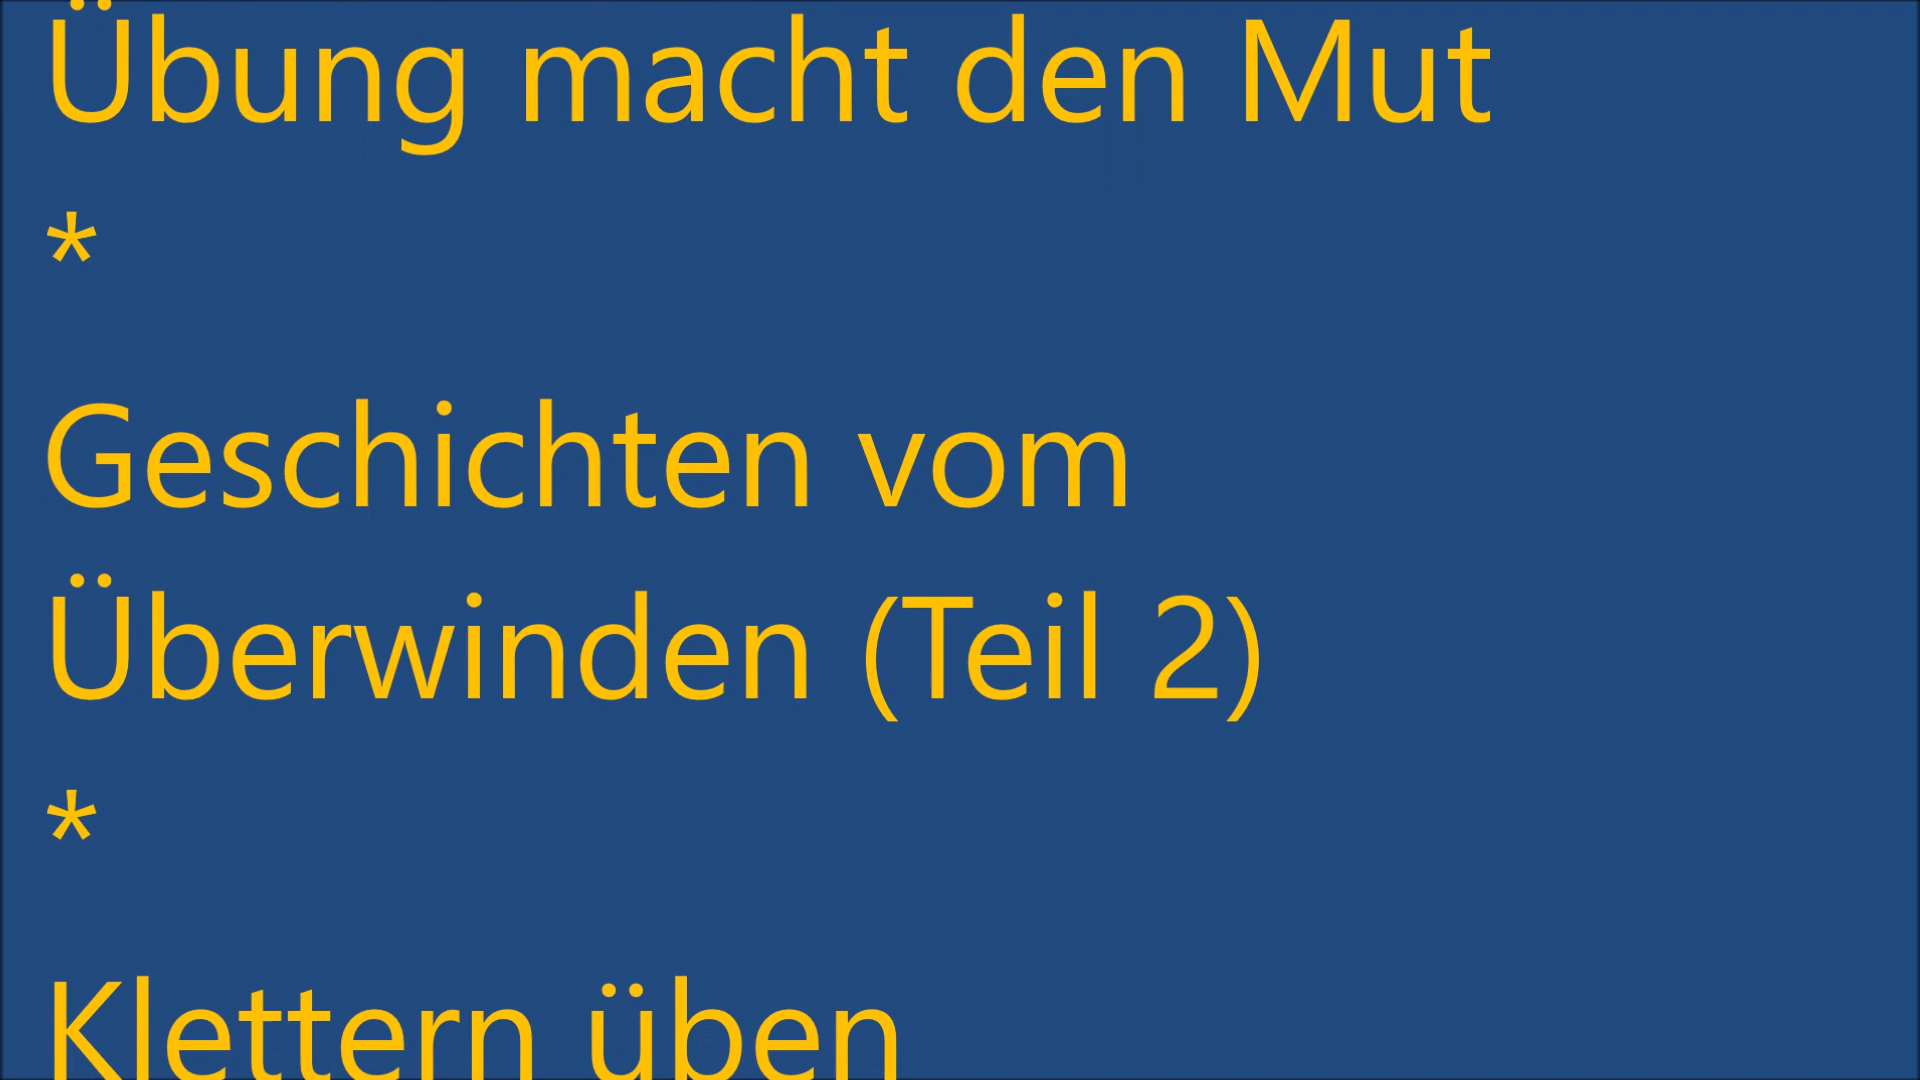 Übung macht den Mut
*
Geschichten vom
Überwinden (Teil 2)
*
Klettern üben